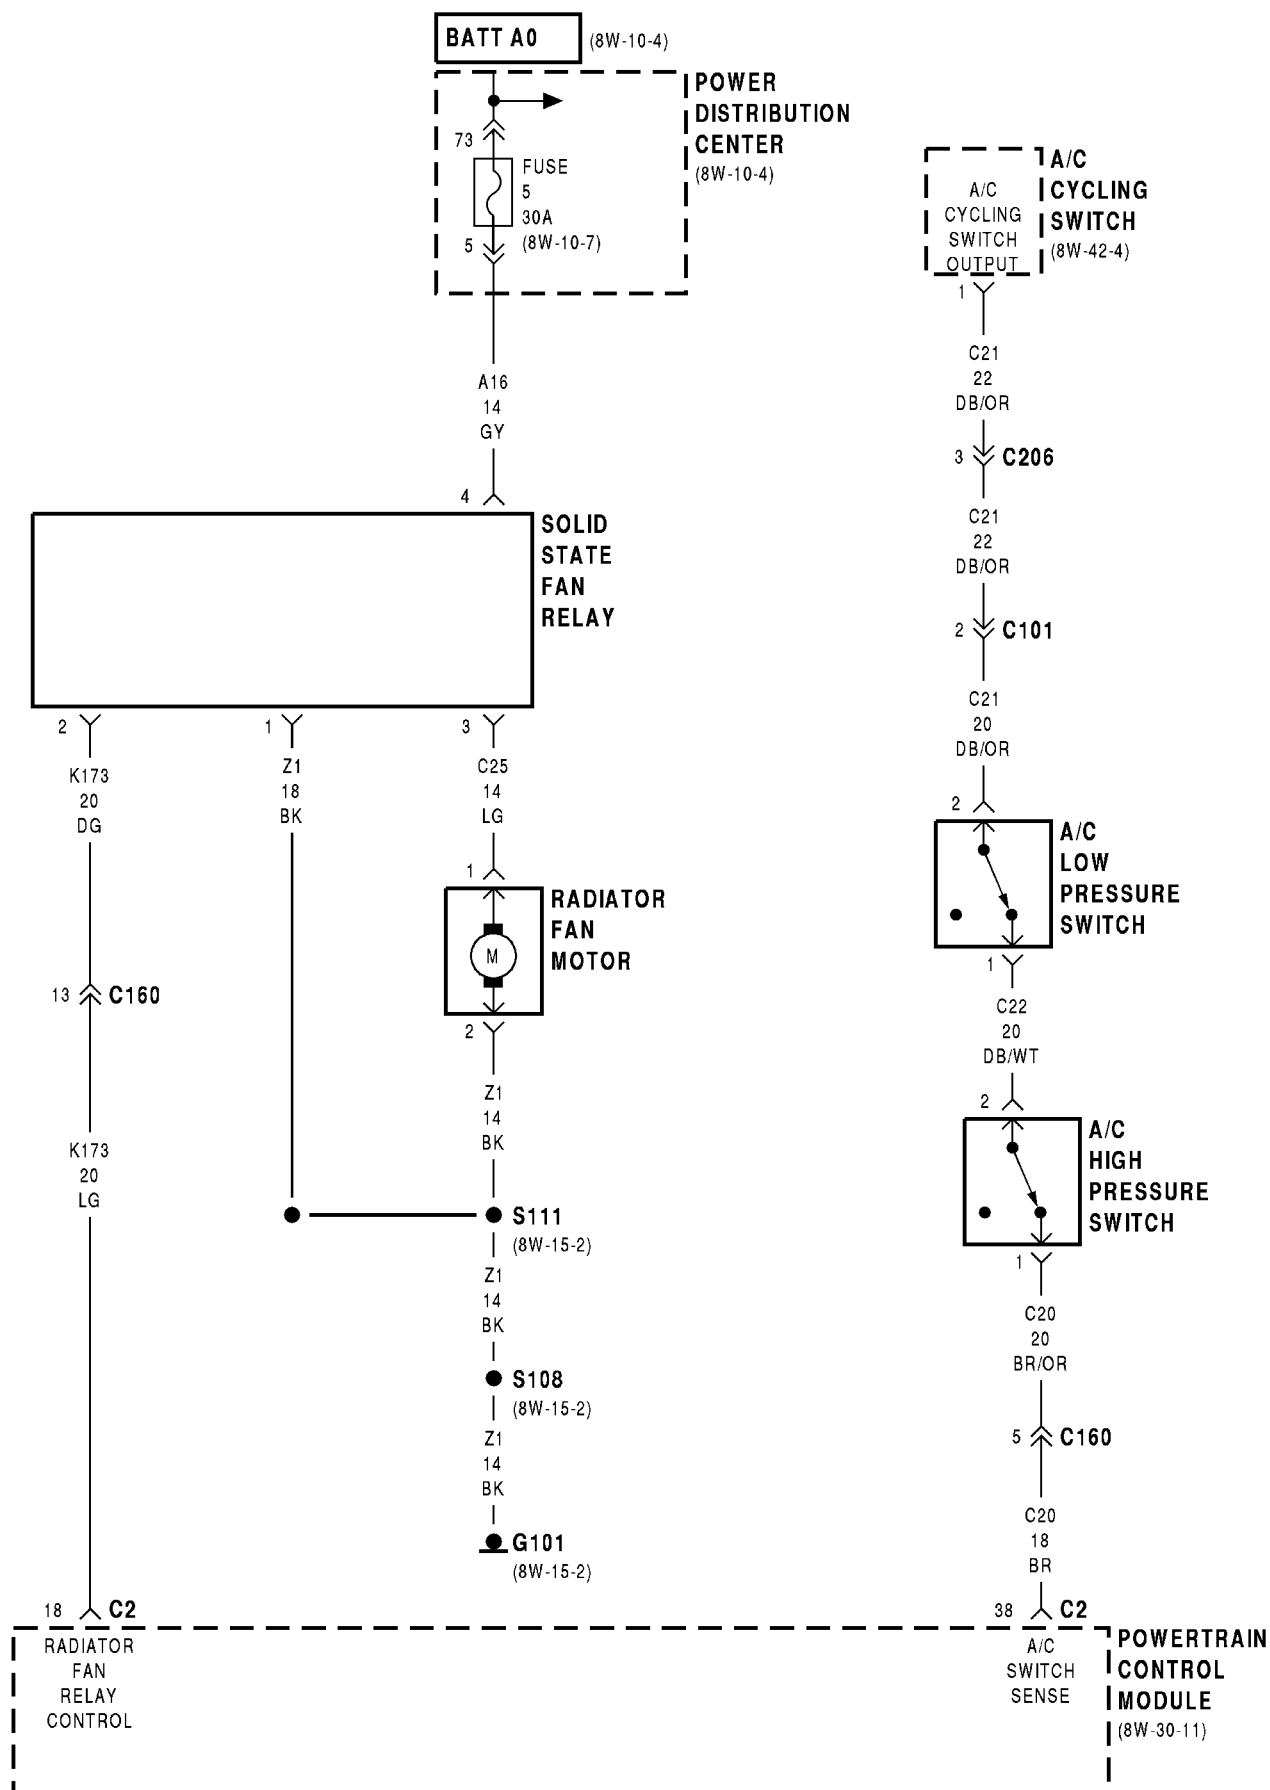 BATT A0
(8W-10-4)
POWER
DISTRIBUTION
CENTER
(8W-10-4)
73
FUSE
5
30A
(8W-10-7)
5
A16
14
GY
4
SOLID
STATE
FAN
RELAY
2
1
3
K173
20
DG
Z1
18
BK
C25
14
LG
1
RADIATOR
FAN
MOTOR
M
2
13
C160
Z1
14
BK
K173
20
LG
S111
(8W-15-2)
Z1
14
BK
S108
(8W-15-2)
Z1
14
BK
G101
(8W-15-2)
18
C2
RADIATOR
FAN
RELAY
CONTROL
A/C
CYCLING
SWITCH
(8W-42-4)
A/C
CYCLING
SWITCH
OUTPUT
1
C21
22
DB/OR
3
C206
C21
22
DB/OR
2
C101
C21
20
DB/OR
2
A/C
LOW
PRESSURE
SWITCH
1
C22
20
DB/WT
2
A/C
HIGH
PRESSURE
SWITCH
1
C20
20
BR/OR
5
C160
C20
18
BR
38
C2
A/C
SWITCH
SENSE
POWERTRAIN
CONTROL
MODULE
(8W-30-11)